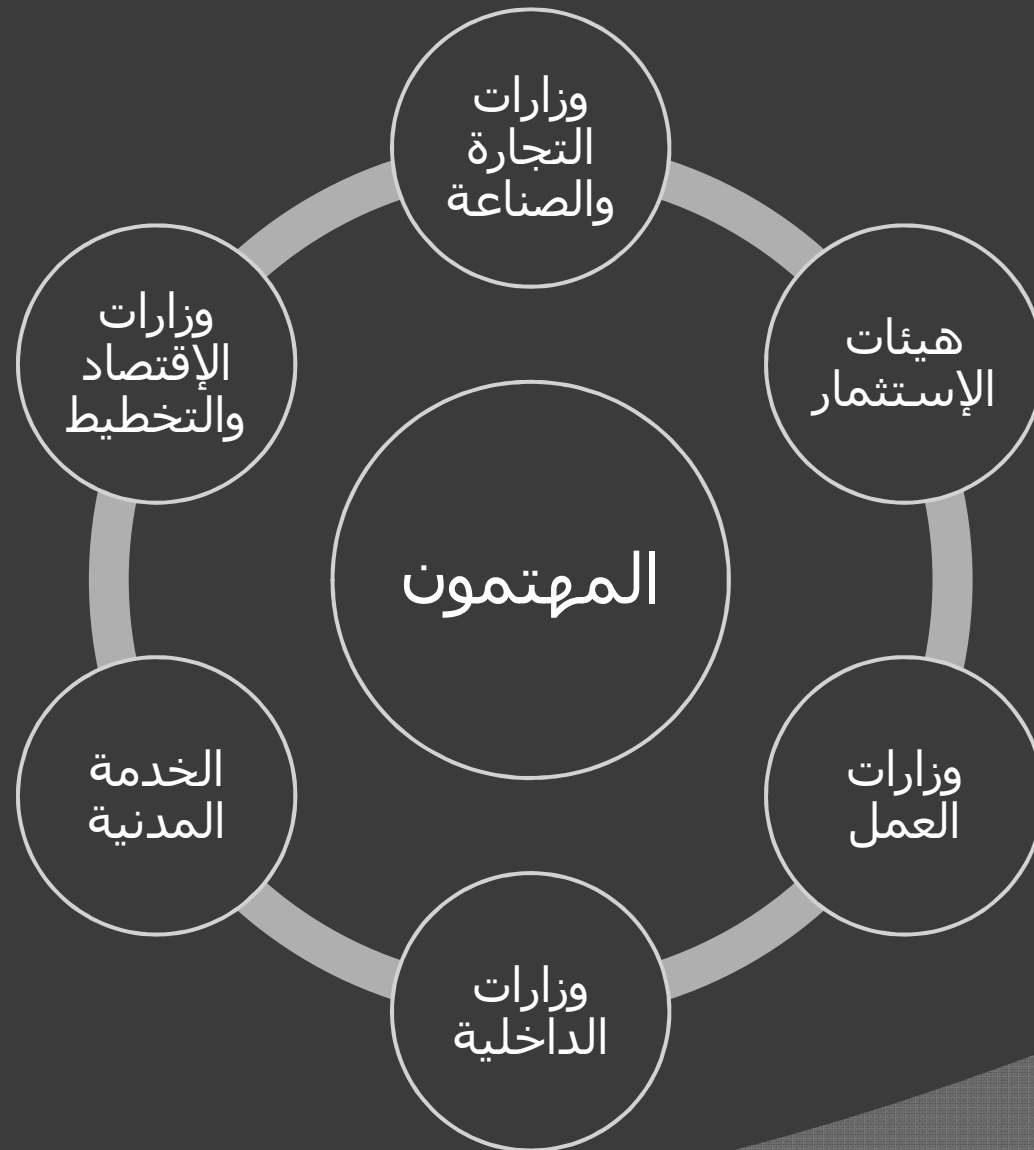 وزارات
التجارة
والصناعة
هيئات
الإستثمار
وزارات
العمل
وزارات
الداخلية
الخدمة
المدنية
وزارات
الإقتصاد
والتخطيط
المهتمون